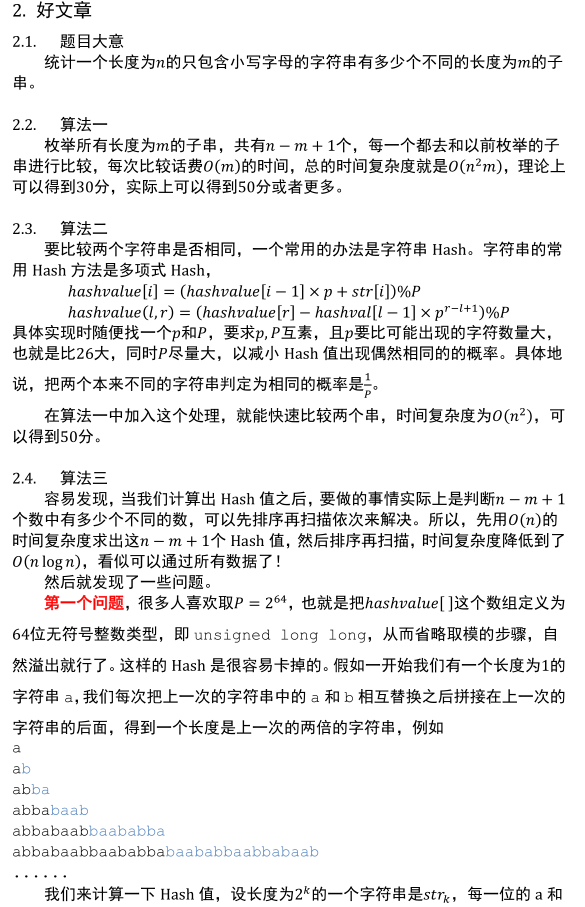 2. 好文章
2.1. 题目大意
统计一个长度为n的只包含小写字母的字符串有多少个不同的长度为m的子
串。
2.2. 算法一
枚举所有长度为m的子串，共有n − m + 1个，每一个都去和以前枚举的子
串进行比较，每次比较话费O(m)的时间，总的时间复杂度就是O(n²m)，理论上
可以得到30分，实际上可以得到50分或者更多。
2.3. 算法二
要比较两个字符串是否相同，一个常用的办法是字符串 Hash。字符串的常
用 Hash 方法是多项式 Hash，
hashvalue[i] = (hashvalue[i − 1] × p + str[i])%P
hashvalue(l, r) = (hashvalue[r] − hashval[l − 1] × p^{r−l+1})%P
具体实现时随便找一个p和P，要求p, P互素，且p要比可能出现的字符数量大，
也就是比26大，同时P尽量大，以减小 Hash 值出现偶然相同的的概率。具体地
说，把两个本来不同的字符串判定为相同的概率是1/P。
在算法一中加入这个处理，就能快速比较两个串，时间复杂度为O(n²)，可
以得到50分。
2.4. 算法三
容易发现，当我们计算出 Hash 值之后，要做的事情实际上是判断n − m + 1
个数中有多少个不同的数，可以先排序再扫描依次来解决。所以，先用O(n)的
时间复杂度求出这n − m + 1个 Hash 值，然后排序再扫描，时间复杂度降低到了
O(n log n)，看似可以通过所有数据了！
然后就发现了一些问题。
第一个问题，很多人喜欢取P = 2^{64}，也就是把hashvalue[ ]这个数组定义为
64位无符号整数类型，即 unsigned long long，从而省略取模的步骤，自
然溢出就行了。这样的 Hash 是很容易卡掉的。假如一开始我们有一个长度为1的
字符串 a，我们每次把上一次的字符串中的 a 和 b 相互替换之后拼接在上一次的
字符串的后面，得到一个长度是上一次的两倍的字符串，例如
a
ab
abba
abbabaab
abbabaabbaababba
abbabaabbaababbabaababbaabbabaab
......
我们来计算一下 Hash 值，设长度为2^k的一个字符串是str_k，每一位的 a 和